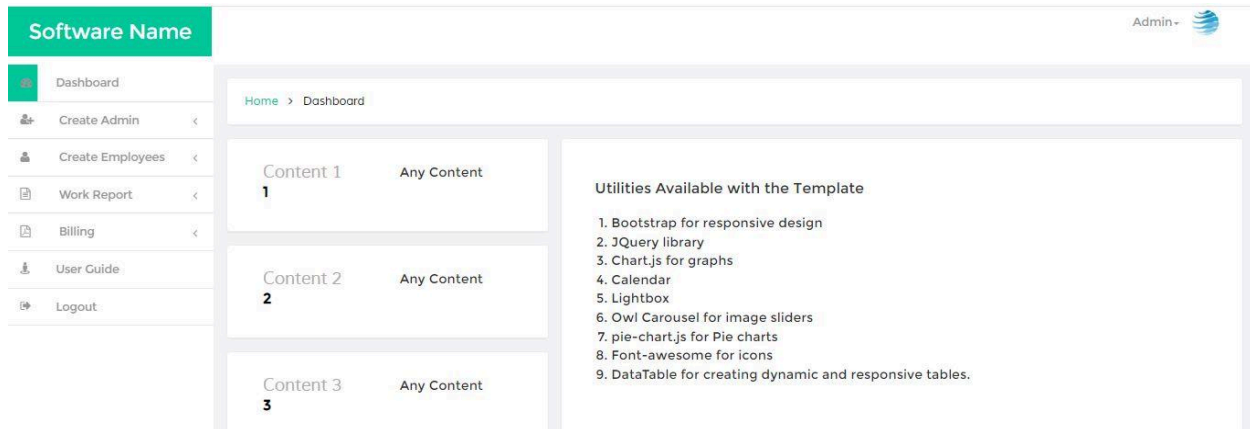 Software Name
Admin
Dashboard
Create Admin
Create Employees
Work Report
Billing
User Guide
Logout
Home > Dashboard
Content 1
1
Any Content
Content 2
2
Any Content
Content 3
3
Any Content
Utilities Available with the Template
1. Bootstrap for responsive design
2. JQuery library
3. Chart.js for graphs
4. Calendar
5. Lightbox
6. Owl Carousel for image sliders
7. pie-chart.js for Pie charts
8. Font-awesome for icons
9. DataTable for creating dynamic and responsive tables.